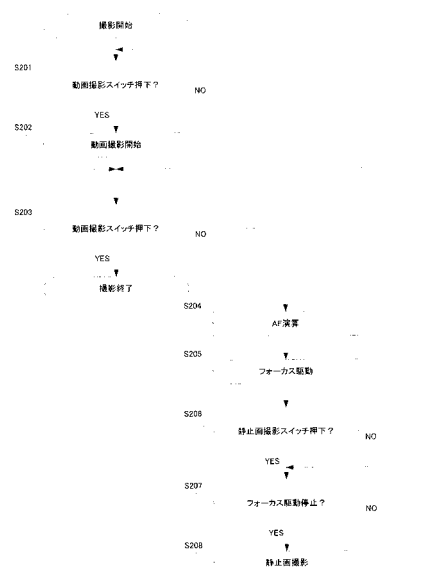 撮影開始
S201
動画撮影スイッチ押下？
NO
YES
S202
動画撮影開始
S203
動画撮影スイッチ押下？
NO
YES
撮影終了
S204
AF演算
S205
フォーカス駆動
S206
静止画撮影スイッチ押下？
NO
YES
S207
フォーカス駆動停止？
NO
YES
S208
静止画撮影